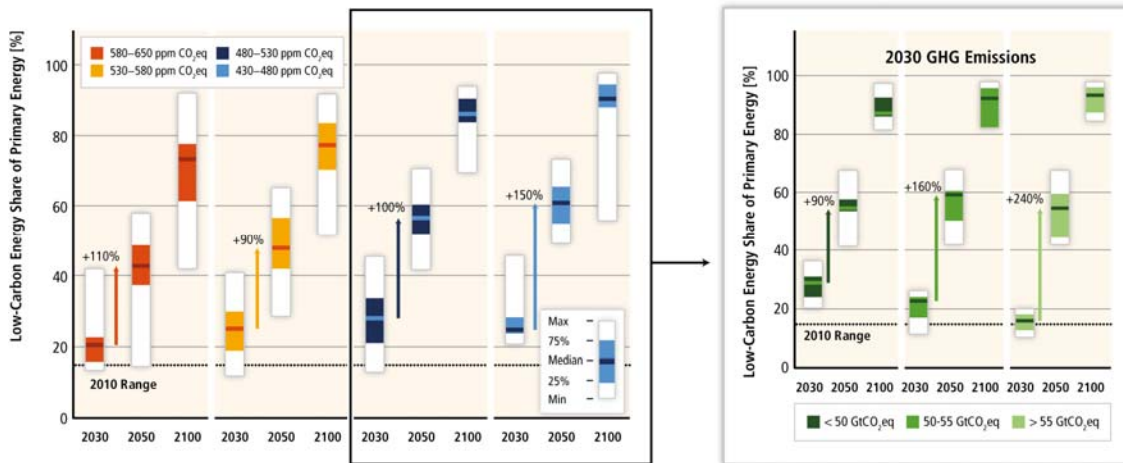 Low-Carbon Energy Share of Primary Energy [%]
100
80
60
40
20
0
580–650 ppm CO₂eq
530–580 ppm CO₂eq
480–530 ppm CO₂eq
430–480 ppm CO₂eq
+110%
+90%
+100%
+150%
2010 Range
Max
75%
Median
25%
Min
2030 2050 2100
2030 2050 2100
2030 2050 2100
2030 2050 2100
Low-Carbon Energy Share of Primary Energy [%]
2030 GHG Emissions
100
80
60
40
20
0
+90%
+160%
+240%
2010 Range
2030 2050 2100
2030 2050 2100
2030 2050 2100
< 50 GtCO₂eq
50-55 GtCO₂eq
> 55 GtCO₂eq